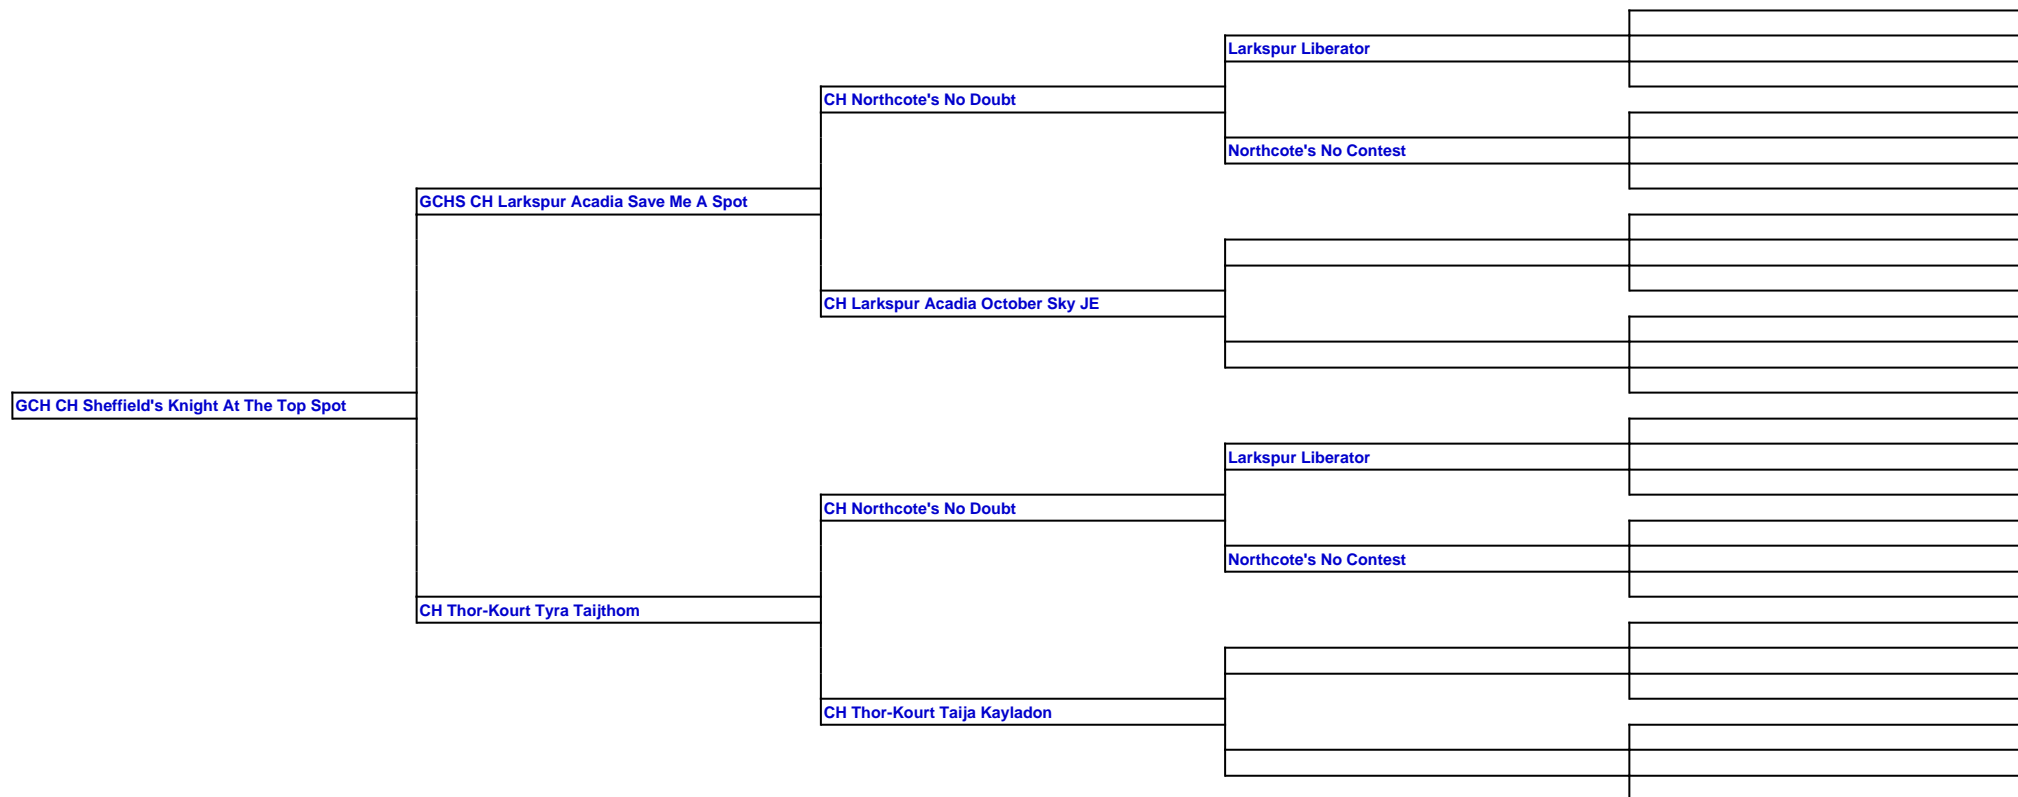 Larkspur Liberator
CH Northcote's No Doubt
Northcote's No Contest
GCHS CH Larkspur Acadia Save Me A Spot
CH Larkspur Acadia October Sky JE
GCH CH Sheffield's Knight At The Top Spot
Larkspur Liberator
CH Northcote's No Doubt
Northcote's No Contest
CH Thor-Kourt Tyra Taijthom
CH Thor-Kourt Taija Kayladon